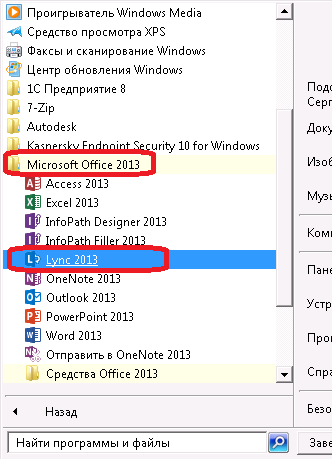 Проигрыватель Windows Media
Средство просмотра XPS
Факсы и сканирование Windows
Центр обновления Windows
1С Предприятие 8
7-Zip
Autodesk
Kaspersky Endpoint Security 10 for Windows
Microsoft Office 2013
Access 2013
Excel 2013
InfoPath Designer 2013
InfoPath Filler 2013
Lync 2013
OneNote 2013
Outlook 2013
PowerPoint 2013
Word 2013
Отправить в OneNote 2013
Средства Office 2013
Назад
Найти программы и файлы
Подо
Серг
Доку
Изоб
Музы
Комп
Пане
Устр
Про
Спра
Безо
Заве